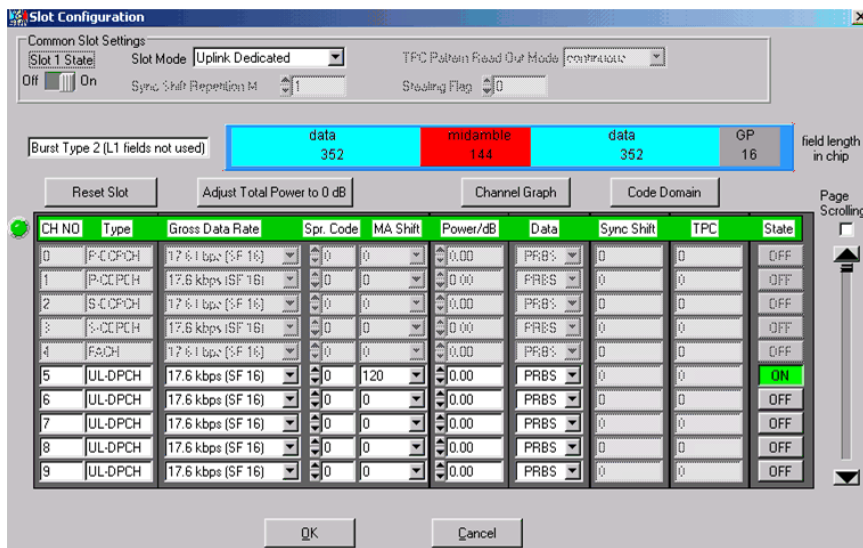 Slot Configuration
Common Slot Settings
Slot 1 State
Off On
Slot Mode Uplink Dedicated
TPC Pattern Read Out Mode continuous
Sync Shift Repetition M 1
Stealing Flag 0
Burst Type 2 (L1 fields not used)
data midamble data GP
352 144 352 16
field length
in chip
Reset Slot Adjust Total Power to 0 dB Channel Graph Code Domain
Page
Scrolling
CH NO Type Gross Data Rate Spr. Code MA Shift Power/dB Data Sync Shift TPC State
0 P-CCPCH 17.6 kbps (SF 16) 0 0 0.00 PRBS 0 0 OFF
1 P-CCPCH 17.6 kbps (SF 16) 0 0 0.00 PRBS 0 0 OFF
2 S-CCPCH 17.6 kbps (SF 16) 0 0 0.00 PRBS 0 0 OFF
3 S-CCPCH 17.6 kbps (SF 16) 0 0 0.00 PRBS 0 0 OFF
4 FACH 17.6 kbps (SF 16) 0 0 0.00 PRBS 0 0 OFF
5 UL-DPCH 17.6 kbps (SF 16) 0 120 0.00 PRBS 0 0 ON
6 UL-DPCH 17.6 kbps (SF 16) 0 0 0.00 PRBS 0 0 OFF
7 UL-DPCH 17.6 kbps (SF 16) 0 0 0.00 PRBS 0 0 OFF
8 UL-DPCH 17.6 kbps (SF 16) 0 0 0.00 PRBS 0 0 OFF
9 UL-DPCH 17.6 kbps (SF 16) 0 0 0.00 PRBS 0 0 OFF
OK Cancel